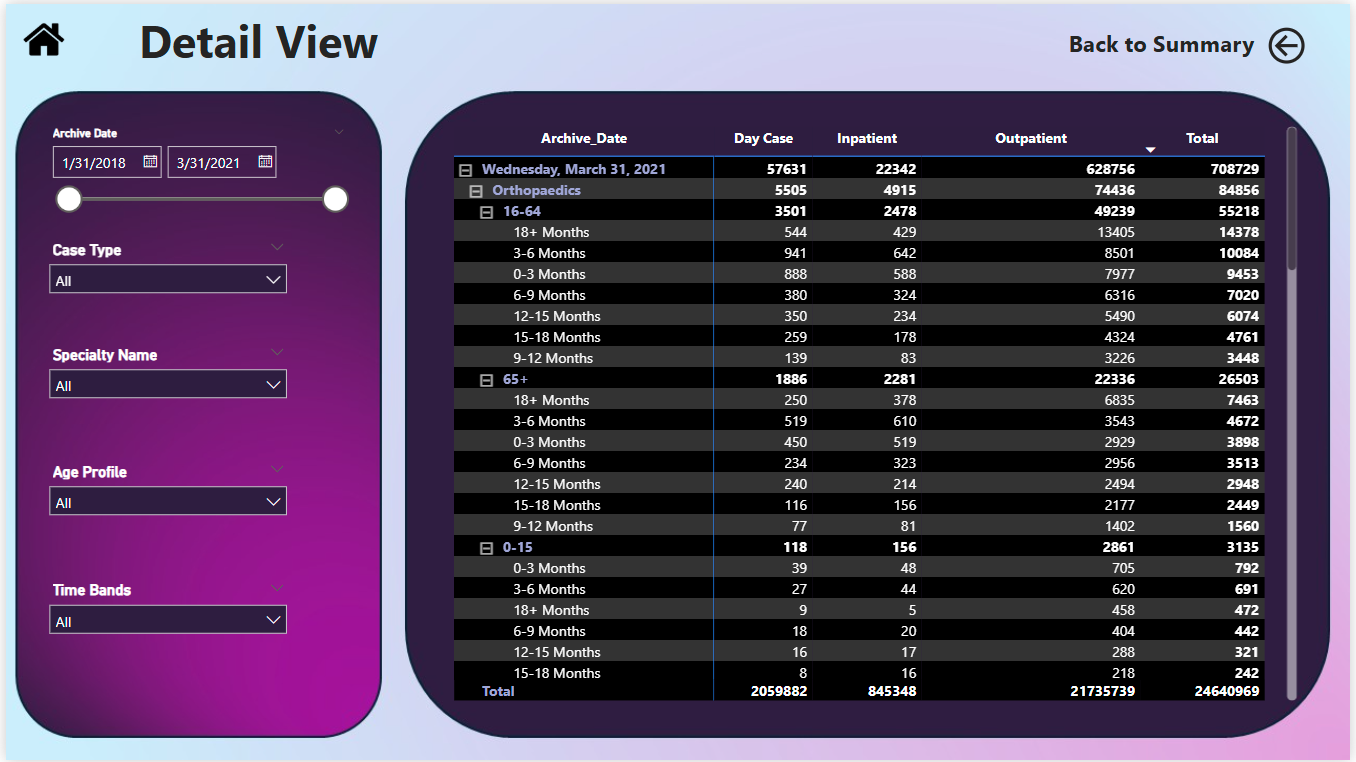 Detail View
Back to Summary
Archive Date
1/31/2018 3/31/2021
Case Type
All
Specialty Name
All
Age Profile
All
Time Bands
All
Archive_Date Day Case Inpatient Outpatient Total
Wednesday, March 31, 2021 57631 22342 628756 708729
Orthopaedics 5505 4915 74436 84856
16-64 3501 2478 49239 55218
18+ Months 544 429 13405 14378
3-6 Months 941 642 8501 10084
0-3 Months 888 588 7977 9453
6-9 Months 380 324 6316 7020
12-15 Months 350 234 5490 6074
15-18 Months 259 178 4324 4761
9-12 Months 139 83 3226 3448
65+ 1886 2281 22336 26503
18+ Months 250 378 6835 7463
3-6 Months 519 610 3543 4672
0-3 Months 450 519 2929 3898
6-9 Months 234 323 2956 3513
12-15 Months 240 214 2494 2948
15-18 Months 116 156 2177 2449
9-12 Months 77 81 1402 1560
0-15 118 156 2861 3135
0-3 Months 39 48 705 792
3-6 Months 27 44 620 691
18+ Months 9 5 458 472
6-9 Months 18 20 404 442
12-15 Months 16 17 288 321
15-18 Months 8 16 218 242
Total 2059882 845348 21735739 24640969